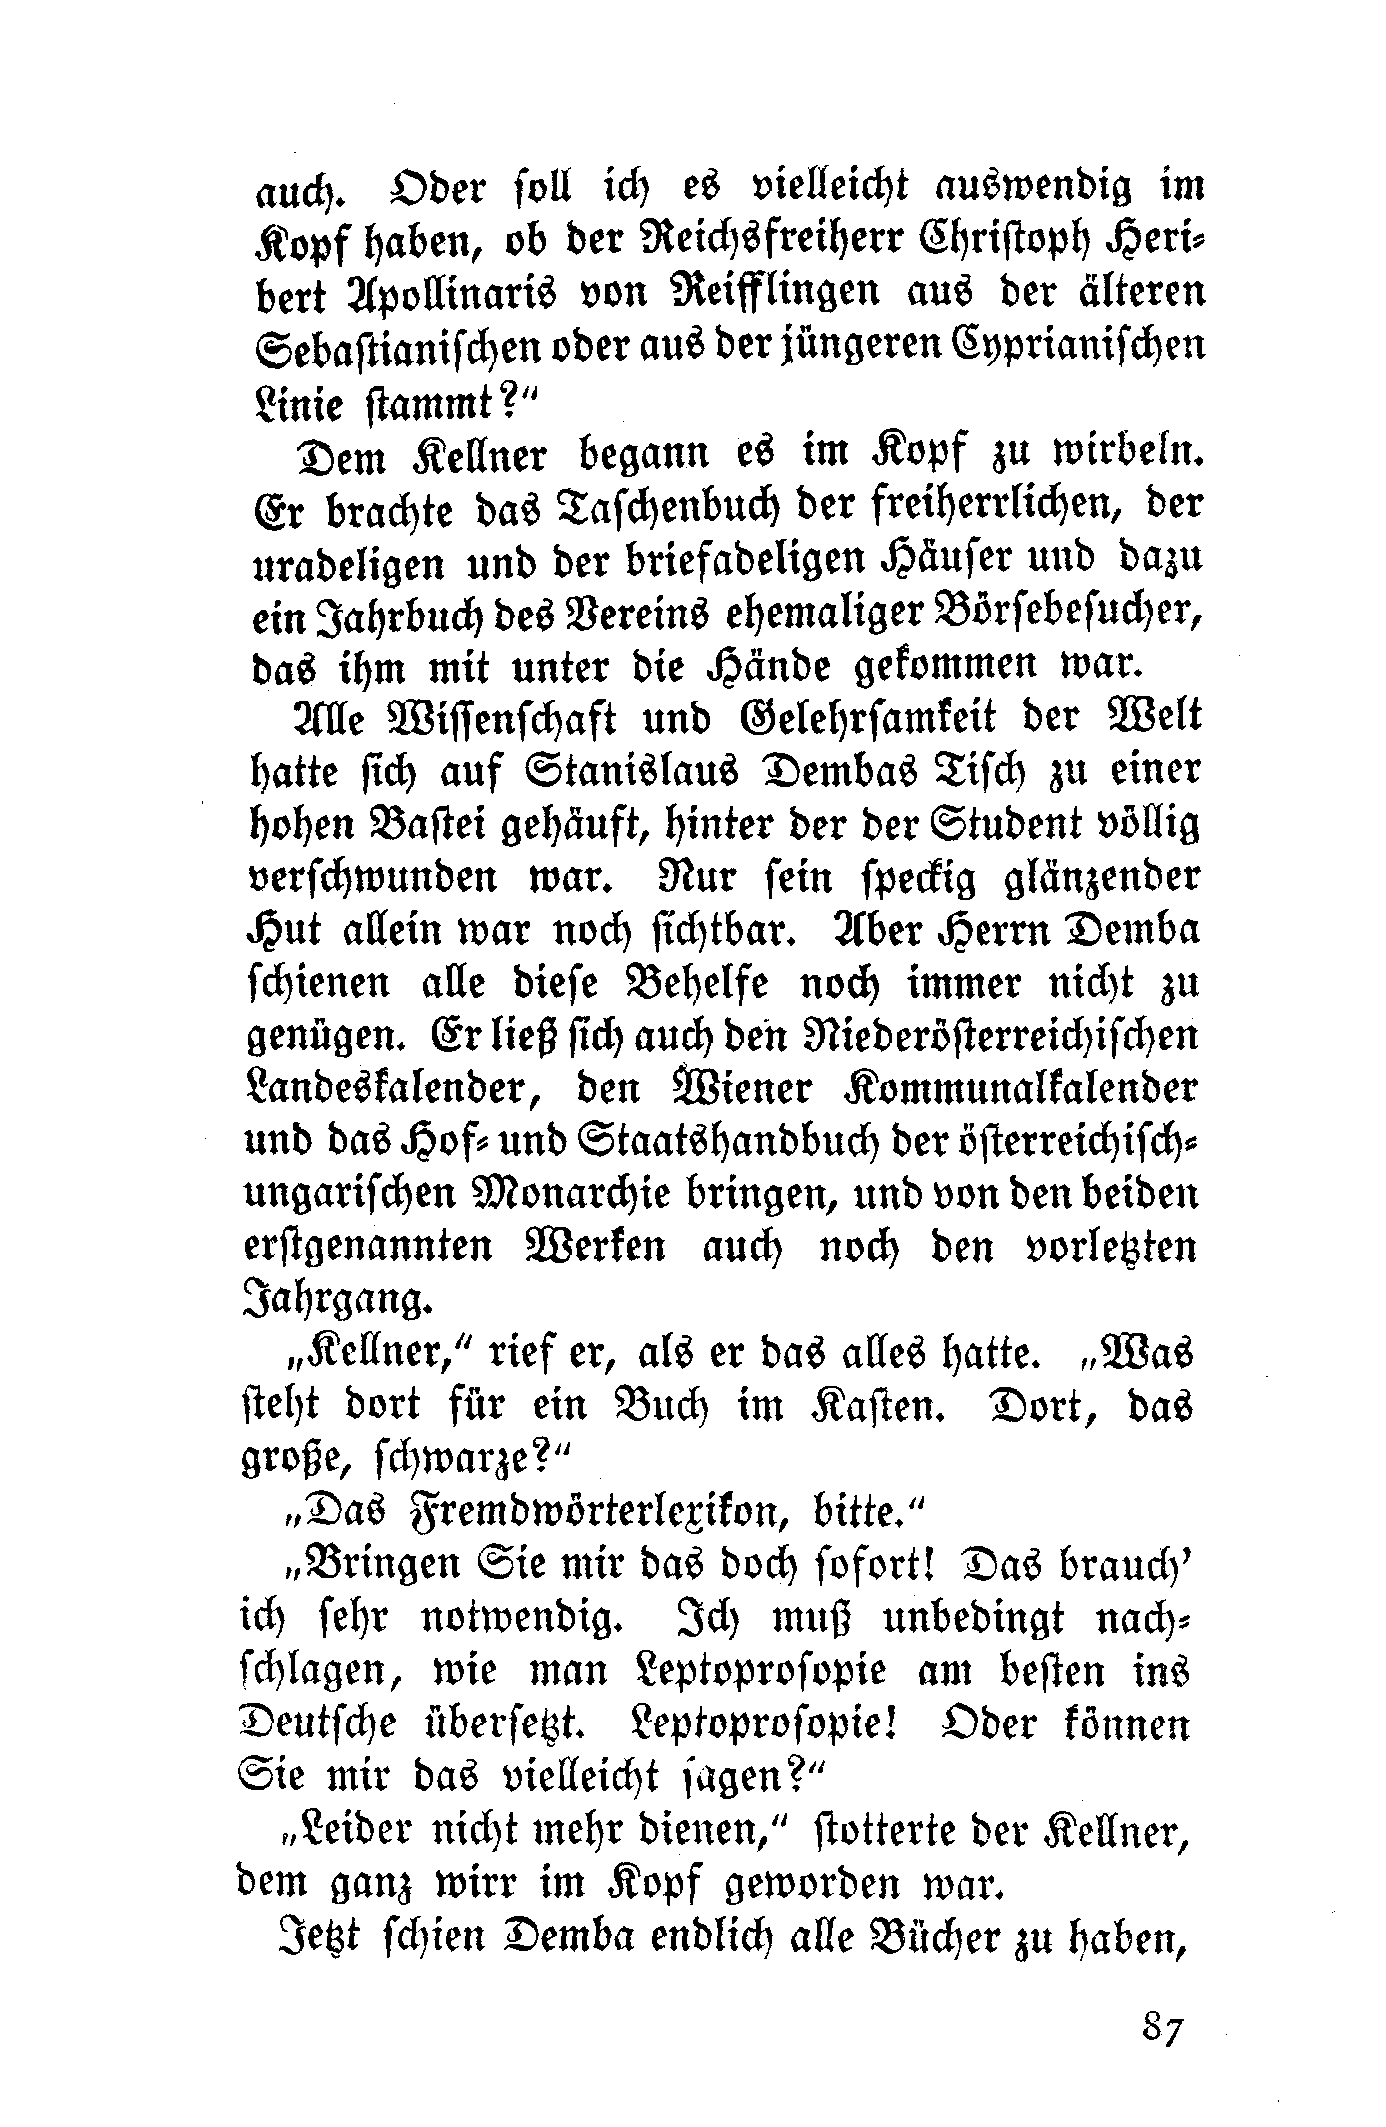 auch. Oder soll ich es vielleicht auswendig im
Kopf haben, ob der Reichsfreiherr Christoph Heri-
bert Apollinaris von Reifflingen aus der älteren
Sebastianischen oder aus der jüngeren Cyprianischen
Linie stammt?“
Dem Kellner begann es im Kopf zu wirbeln.
Er brachte das Taschenbuch der freiherrlichen, der
uradeligen und der briefadeligen Häuser und dazu
ein Jahrbuch des Vereins ehemaliger Börsebesucher,
das ihm mit unter die Hände gekommen war.
Alle Wissenschaft und Gelehrsamkeit der Welt
hatte sich auf Stanislaus Dembas Tisch zu einer
hohen Bastei gehäuft, hinter der der Student völlig
verschwunden war. Nur sein speckig glänzender
Hut allein war noch sichtbar. Aber Herrn Demba
schienen alle diese Behelfe noch immer nicht zu
genügen. Er ließ sich auch den Niederösterreichischen
Landeskalender, den Wiener Kommunalkalender
und das Hof- und Staatshandbuch der österreichisch-
ungarischen Monarchie bringen, und von den beiden
erstgenannten Werken auch noch den vorletzten
Jahrgang.
„Kellner,“ rief er, als er das alles hatte. „Was
steht dort für ein Buch im Kasten. Dort, das
große, schwarze?“
„Das Fremdwörterlexikon, bitte.“
„Bringen Sie mir das doch sofort! Das brauch’
ich sehr notwendig. Ich muß unbedingt nach-
schlagen, wie man Leptoprosopie am besten ins
Deutsche übersetzt. Leptoprosopie! Oder können
Sie mir das vielleicht sagen?“
„Leider nicht mehr dienen,“ stotterte der Kellner,
dem ganz wirr im Kopf geworden war.
Jetzt schien Demba endlich alle Bücher zu haben,
87